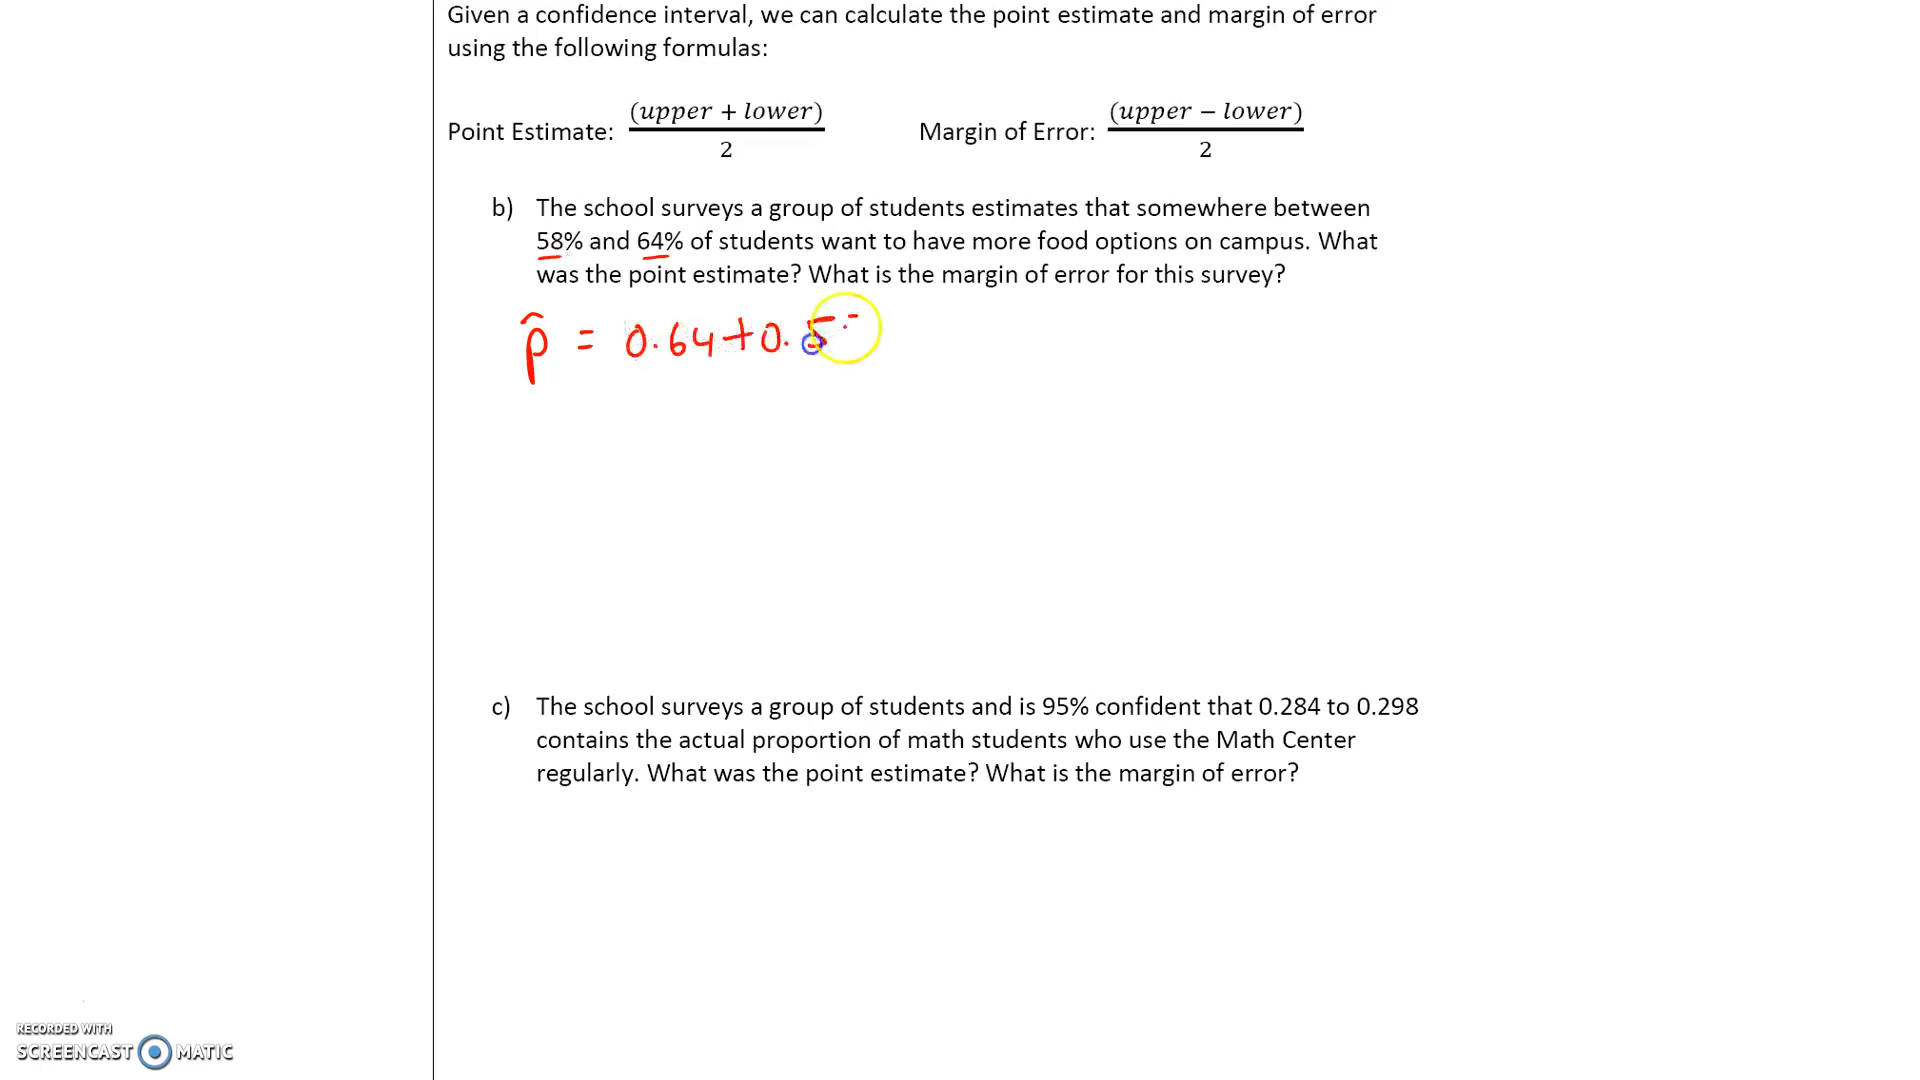 Given a confidence interval, we can calculate the point estimate and margin of error
using the following formulas:
Point Estimate: (upper + lower) / 2 Margin of Error: (upper − lower) / 2
b) The school surveys a group of students estimates that somewhere between
58% and 64% of students want to have more food options on campus. What
was the point estimate? What is the margin of error for this survey?
p̂ = 0.64+0.5
c) The school surveys a group of students and is 95% confident that 0.284 to 0.298
contains the actual proportion of math students who use the Math Center
regularly. What was the point estimate? What is the margin of error?
RECORDED WITH
SCREENCAST MATIC